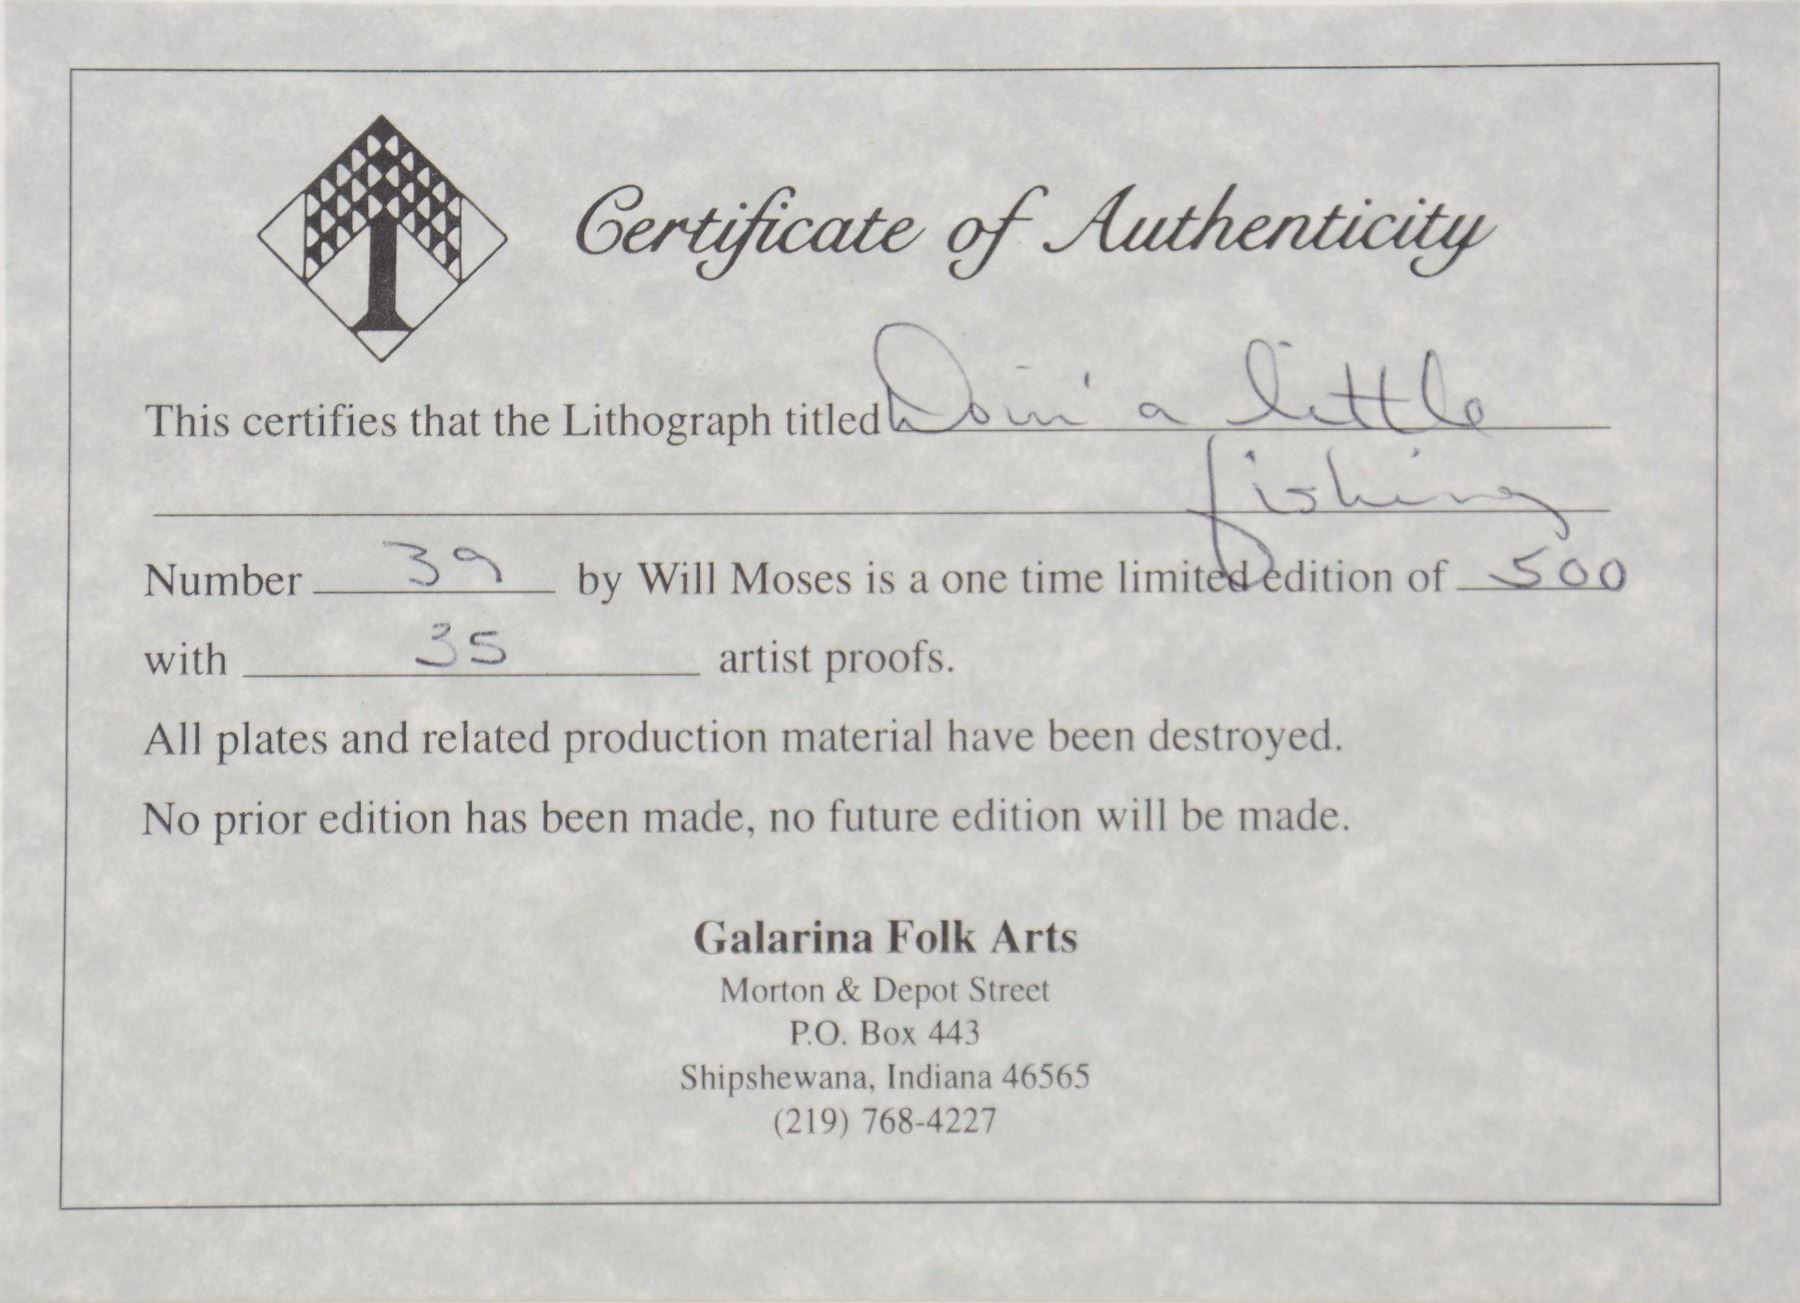 Certificate of Authenticity
This certifies that the Lithograph titled Doin' a little
fishing
Number 39 by Will Moses is a one time limited edition of 500
with 35 artist proofs.
All plates and related production material have been destroyed.
No prior edition has been made, no future edition will be made.
Galarina Folk Arts
Morton & Depot Street
P.O. Box 443
Shipshewana, Indiana 46565
(219) 768-4227